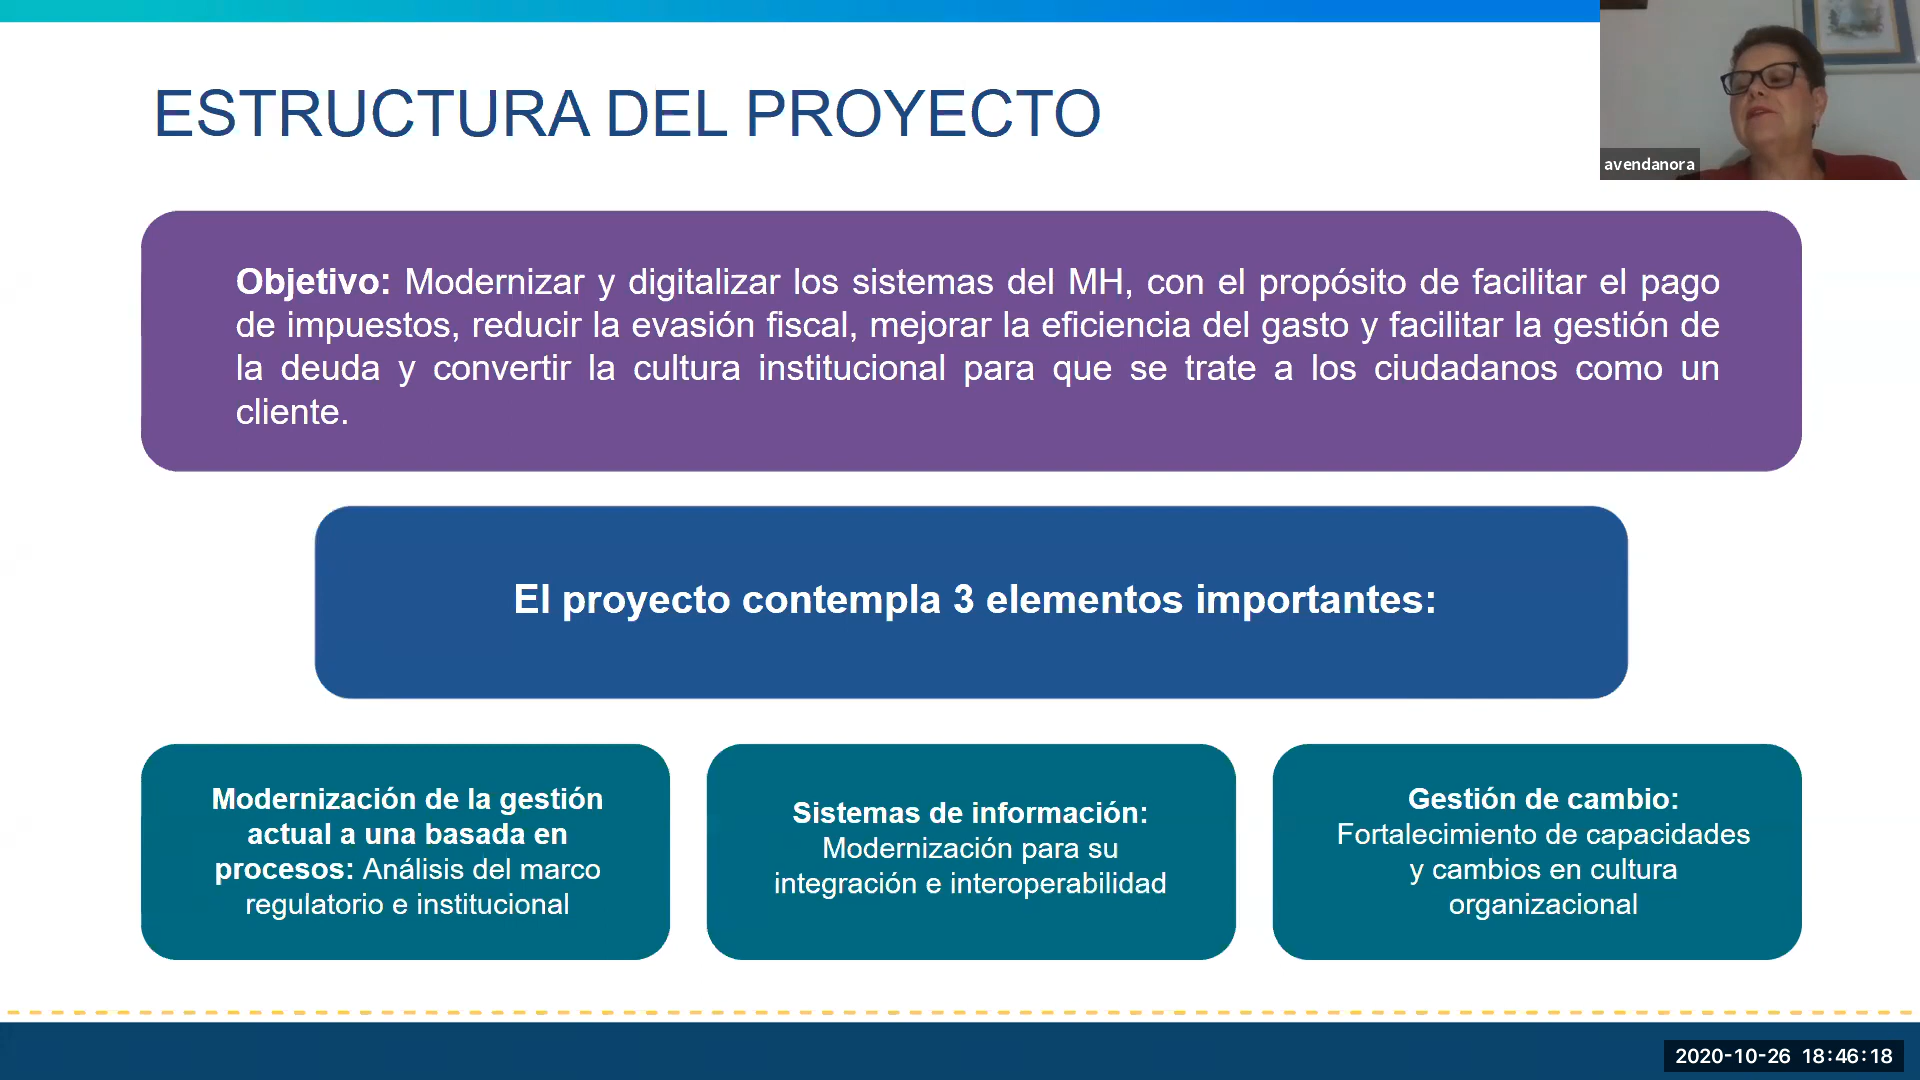 ESTRUCTURA DEL PROYECTO
avendanora
Objetivo: Modernizar y digitalizar los sistemas del MH, con el propósito de facilitar el pago
de impuestos, reducir la evasión fiscal, mejorar la eficiencia del gasto y facilitar la gestión de
la deuda y convertir la cultura institucional para que se trate a los ciudadanos como un
cliente.
El proyecto contempla 3 elementos importantes:
Modernización de la gestión
actual a una basada en
procesos: Análisis del marco
regulatorio e institucional
Sistemas de información:
Modernización para su
integración e interoperabilidad
Gestión de cambio:
Fortalecimiento de capacidades
y cambios en cultura
organizacional
2020-10-26 18:46:18